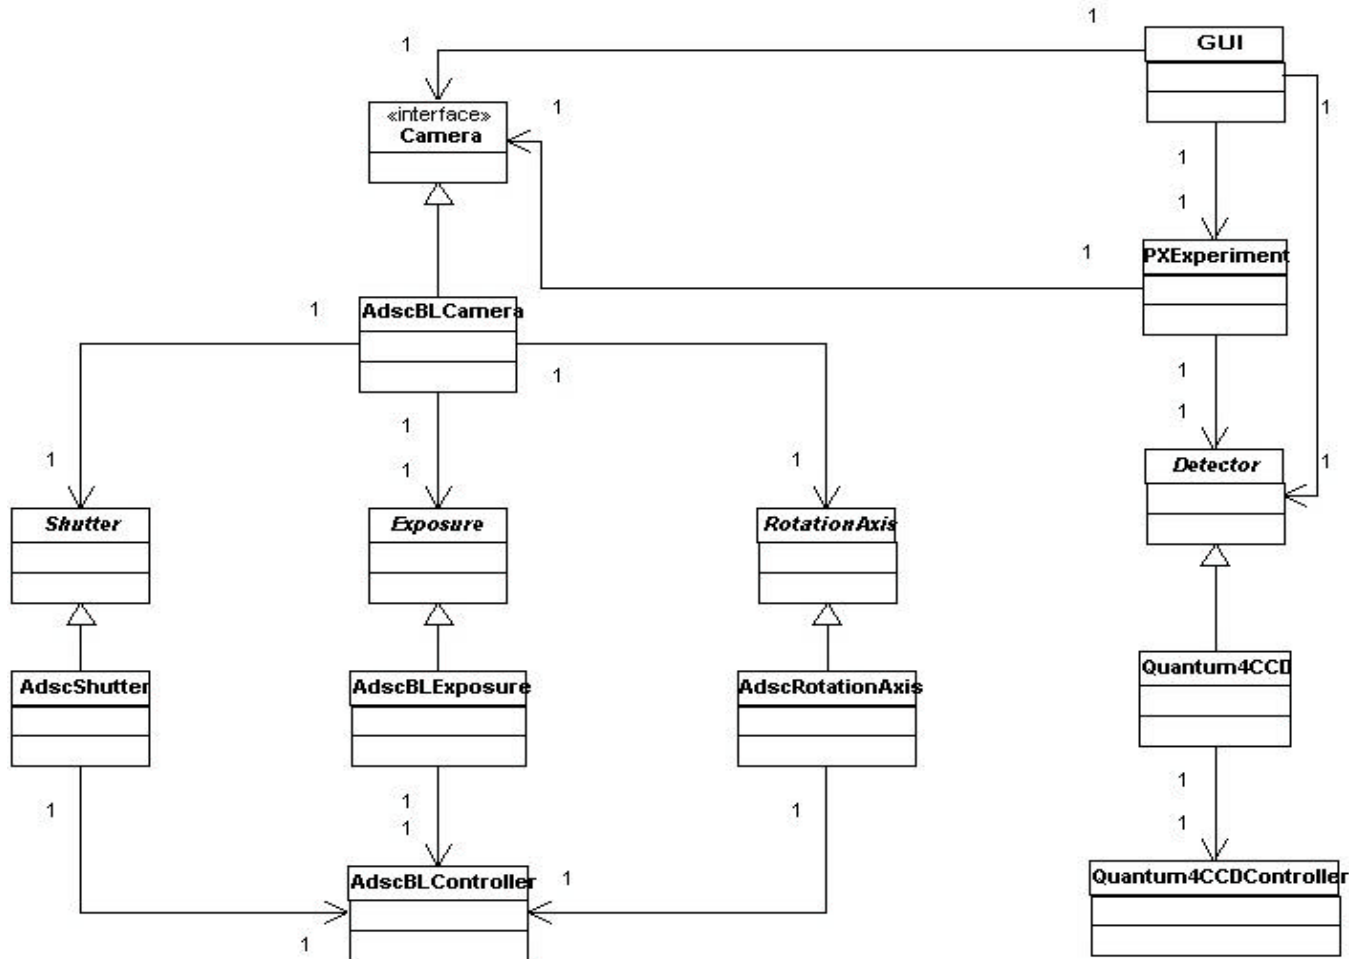 1
GUI
1
1
«interface»
Camera
1
1
1
1
PXExperiment
1
1
AdscBLCamera
1
1
1
1
1
Detector
1
1
1
1
Shutter
Exposure
RotationAxis
Quantum4CCD
AdscShutter
AdscBLExposure
AdscRotationAxis
1
1
1
1
1
1
AdscBLController
1
Quantum4CCDController
1